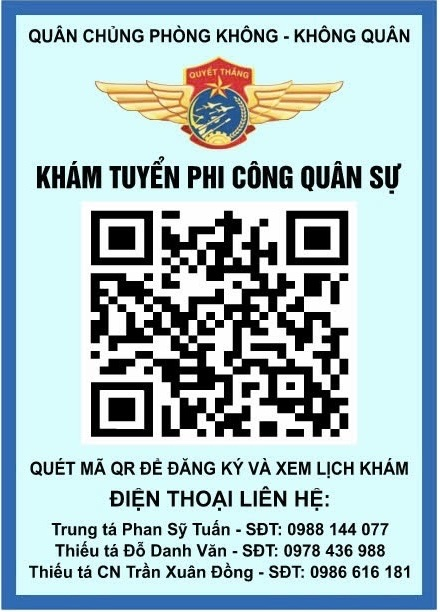 QUÂN CHỦNG PHÒNG KHÔNG - KHÔNG QUÂN
QUYẾT THẮNG
KHÁM TUYỂN PHI CÔNG QUÂN SỰ
QUÉT MÃ QR ĐỂ ĐĂNG KÝ VÀ XEM LỊCH KHÁM
ĐIỆN THOẠI LIÊN HỆ:
Trung tá Phan Sỹ Tuấn - SĐT: 0988 144 077
Thiếu tá Đỗ Danh Văn - SĐT: 0978 436 988
Thiếu tá CN Trần Xuân Đồng - SĐT: 0986 616 181